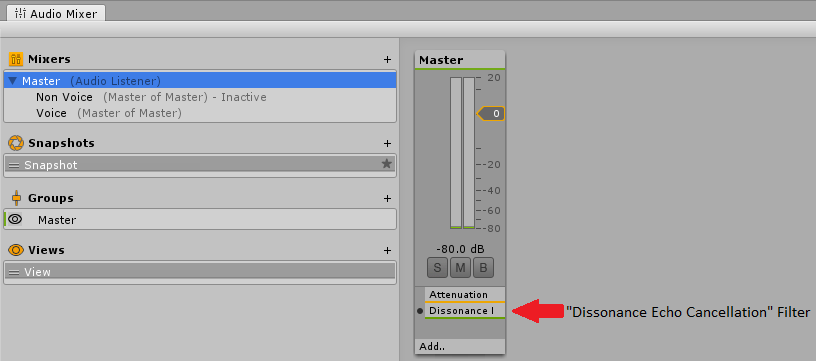 Audio Mixer
Mixers +
Master (Audio Listener)
Non Voice (Master of Master) - Inactive
Voice (Master of Master)
Snapshots +
Snapshot
Groups +
Master
Views +
View
Master
20
0
-20
-40
-60
-80
-80.0 dB
S M B
Attenuation
Dissonance I
"Dissonance Echo Cancellation" Filter
Add..